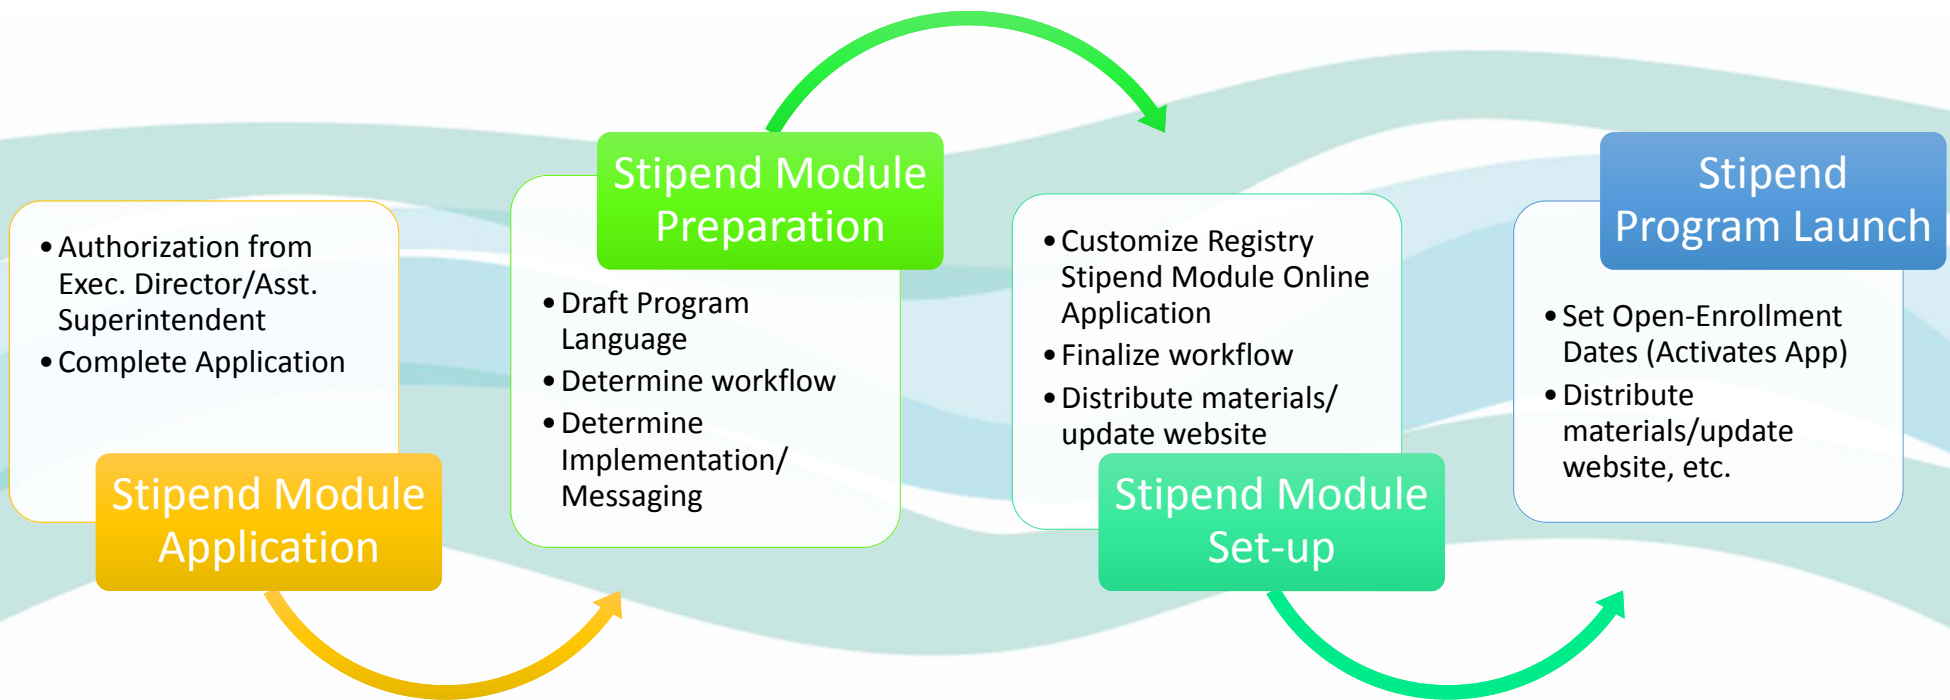 • Authorization from
Exec. Director/Asst.
Superintendent
• Complete Application
Stipend Module
Application
Stipend Module
Preparation
• Draft Program
Language
• Determine workflow
• Determine
Implementation/
Messaging
• Customize Registry
Stipend Module Online
Application
• Finalize workflow
• Distribute materials/
update website
Stipend Module
Set-up
Stipend
Program Launch
• Set Open-Enrollment
Dates (Activates App)
• Distribute
materials/update
website, etc.